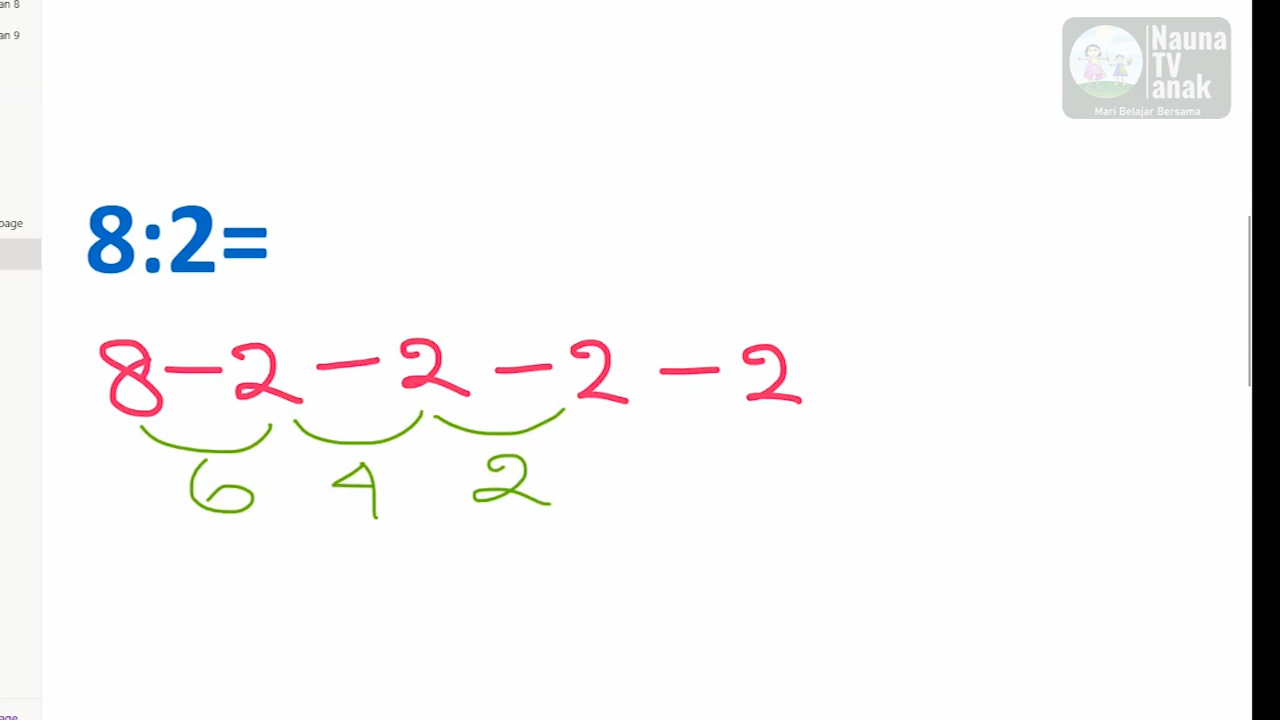 an 8
an 9
Nauna
TV
anak
Mari Belajar Bersama
page
8:2=
8-2-2-2-2
6 4 2
age